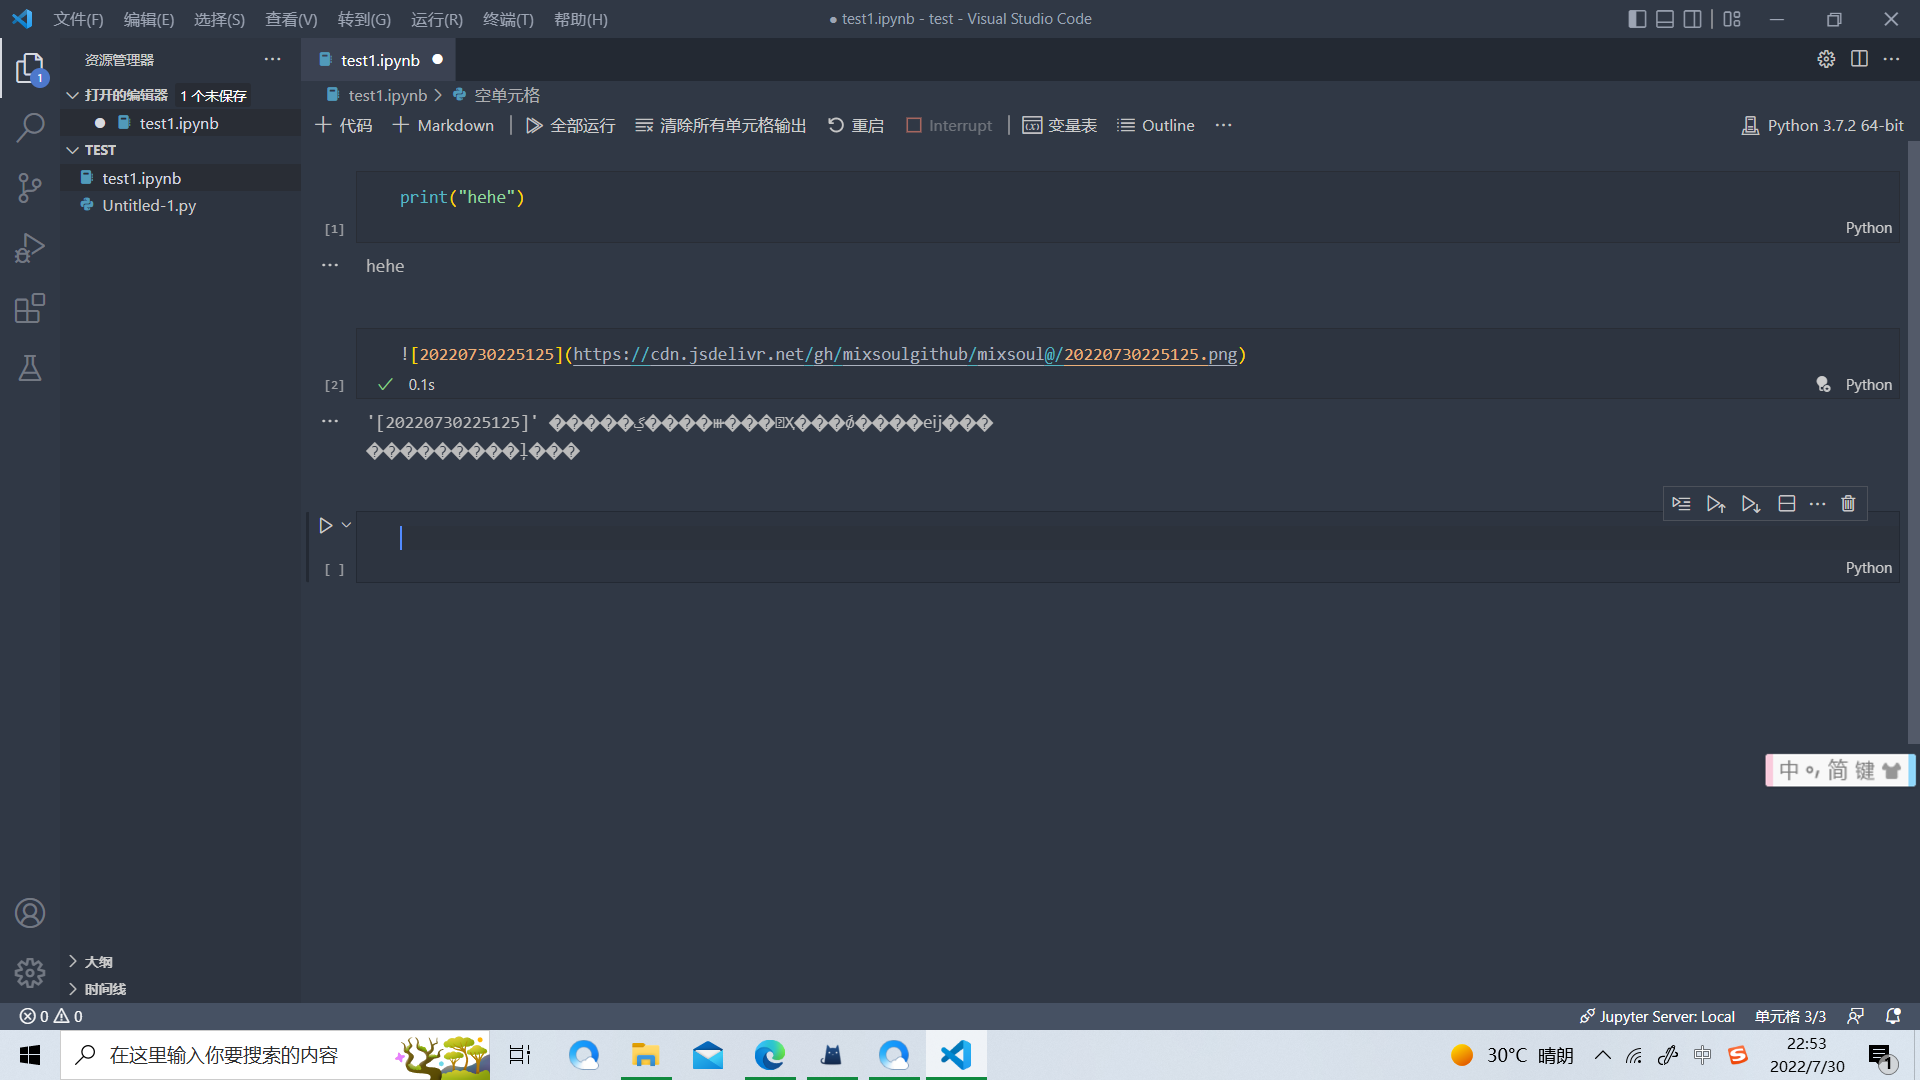 文件(F) 编辑(E) 选择(S) 查看(V) 转到(G) 运行(R) 终端(T) 帮助(H)
● test1.ipynb - test - Visual Studio Code
资源管理器
1
打开的编辑器 1 个未保存
test1.ipynb
TEST
test1.ipynb
Untitled-1.py
大纲
时间线
test1.ipynb
test1.ipynb > 空单元格
代码 Markdown 全部运行 清除所有单元格输出 重启 Interrupt 变量表 Outline
Python 3.7.2 64-bit
print("hehe")
[1]
Python
hehe
![20220730225125](https://cdn.jsdelivr.net/gh/mixsoulgithub/mixsoul@/20220730225125.png)
[2] 0.1s
Python
'[20220730225125]'
[ ]
Python
中 简 键
0 0
Jupyter Server: Local 单元格 3/3
在这里输入你要搜索的内容
30°C 晴朗
中
22:53
2022/7/30
1